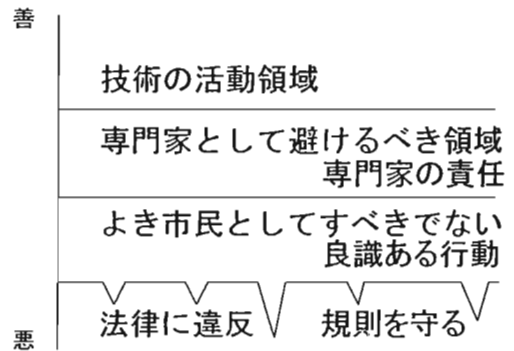 善
技術の活動領域
専門家として避けるべき領域
専門家の責任
よき市民としてすべきでない
良識ある行動
法律に違反 規則を守る
悪